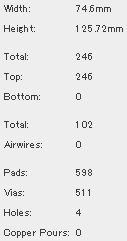 Width: 74.6mm
Height: 125.72mm
Total: 246
Top: 246
Bottom: 0
Total: 102
Airwires: 0
Pads: 598
Vias: 511
Holes: 4
Copper Pours: 0